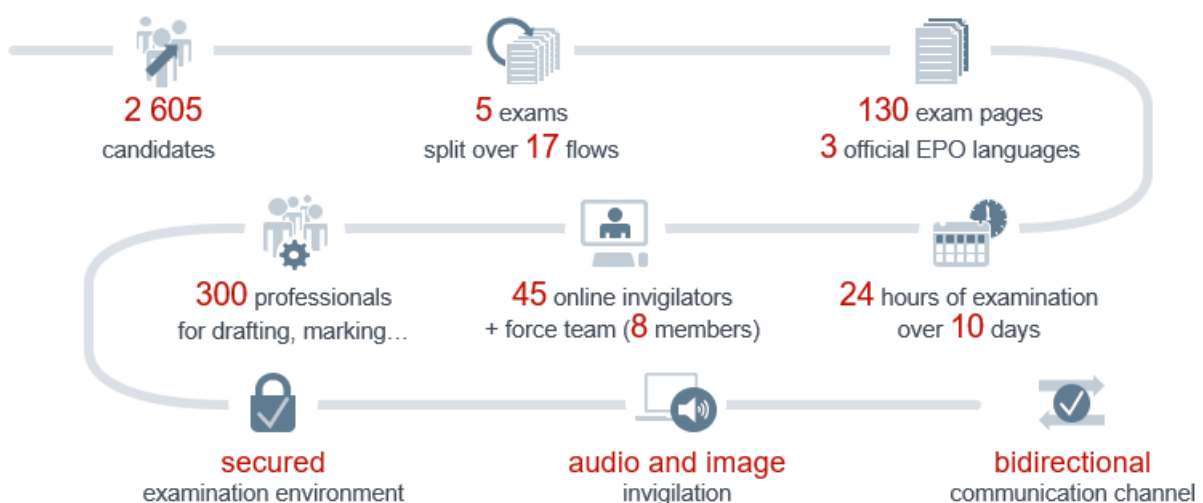 2 605
candidates
5 exams
split over 17 flows
130 exam pages
3 official EPO languages
300 professionals
for drafting, marking...
45 online invigilators
+ force team (8 members)
24 hours of examination
over 10 days
secured
examination environment
audio and image
invigilation
bidirectional
communication channel